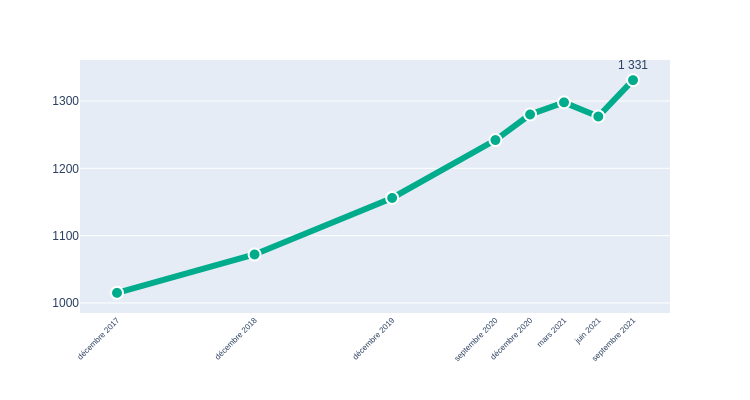 1 331
1300
1200
1100
1000
décembre 2017
décembre 2018
décembre 2019
septembre 2020
décembre 2020
mars 2021
juin 2021
septembre 2021